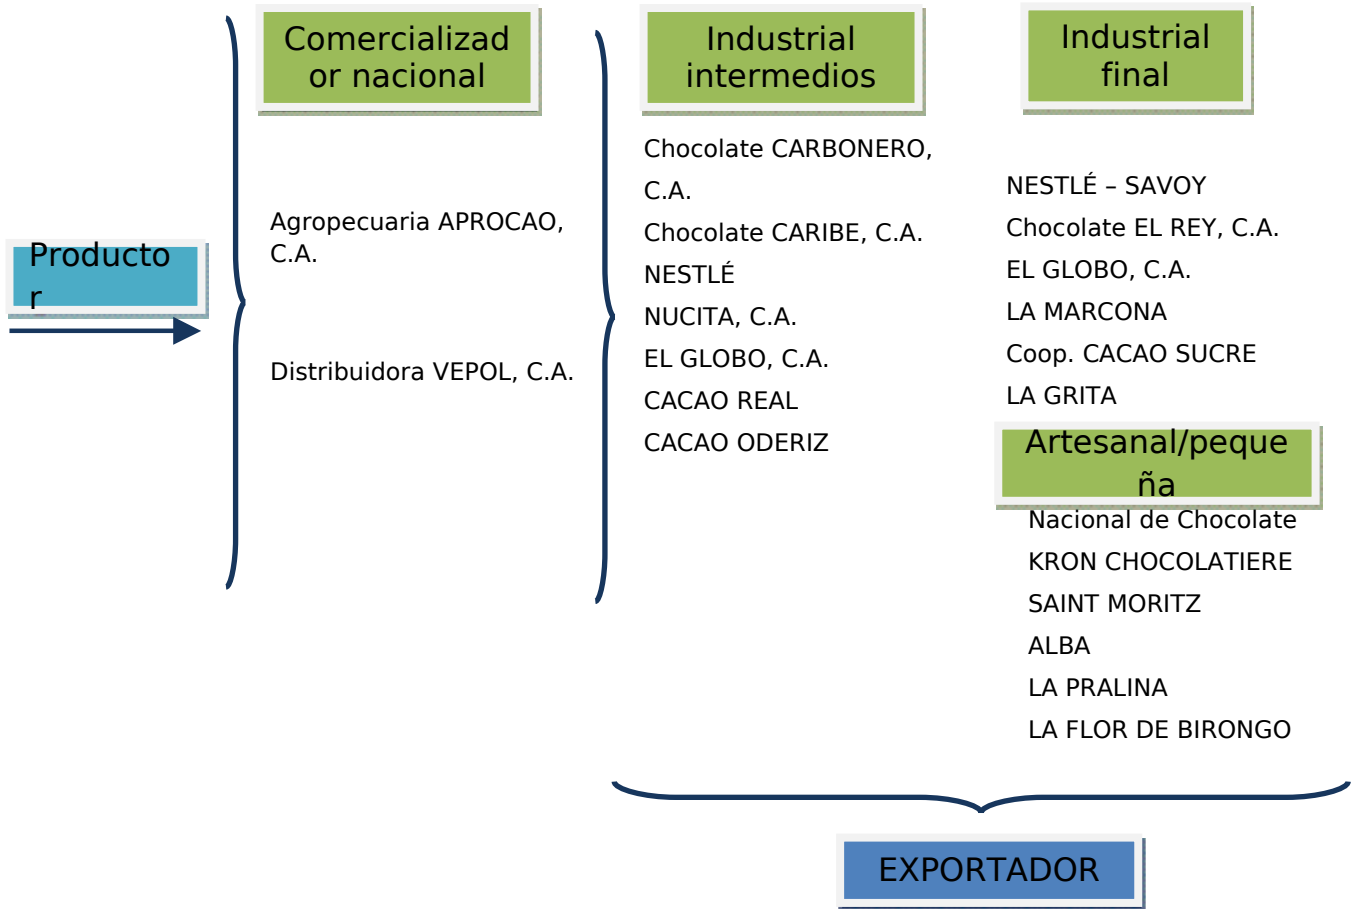 Producto
r
Comercializad
or nacional
Agropecuaria APROCAO,
C.A.
Distribuidora VEPOL, C.A.
Industrial
intermedios
Chocolate CARBONERO,
C.A.
Chocolate CARIBE, C.A.
NESTLÉ
NUCITA, C.A.
EL GLOBO, C.A.
CACAO REAL
CACAO ODERIZ
Industrial
final
NESTLÉ – SAVOY
Chocolate EL REY, C.A.
EL GLOBO, C.A.
LA MARCONA
Coop. CACAO SUCRE
LA GRITA
Artesanal/peque
ña
Nacional de Chocolate
KRON CHOCOLATIERE
SAINT MORITZ
ALBA
LA PRALINA
LA FLOR DE BIRONGO
EXPORTADOR